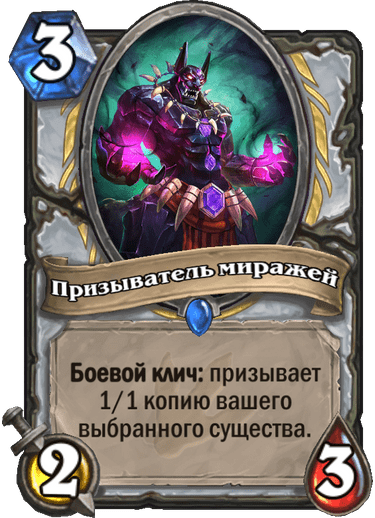 3
Призыватель миражей
Боевой клич: призывает
1/1 копию вашего
выбранного существа.
2
3